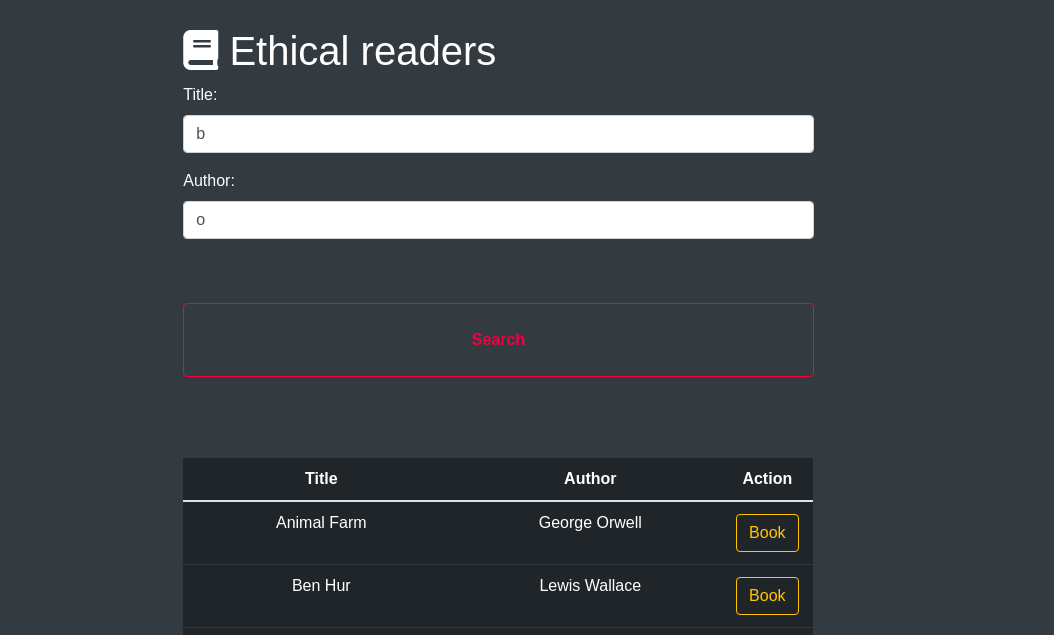 Ethical readers
Title:
b
Author:
o
Search
Title Author Action
Animal Farm George Orwell Book
Ben Hur Lewis Wallace Book